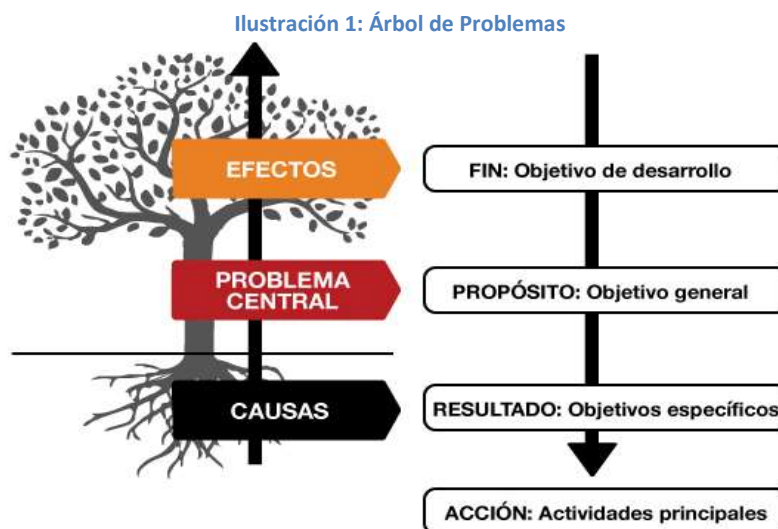 Ilustración 1: Árbol de Problemas
EFECTOS
FIN: Objetivo de desarrollo
PROBLEMA
CENTRAL
PROPÓSITO: Objetivo general
CAUSAS
RESULTADO: Objetivos específicos
ACCIÓN: Actividades principales